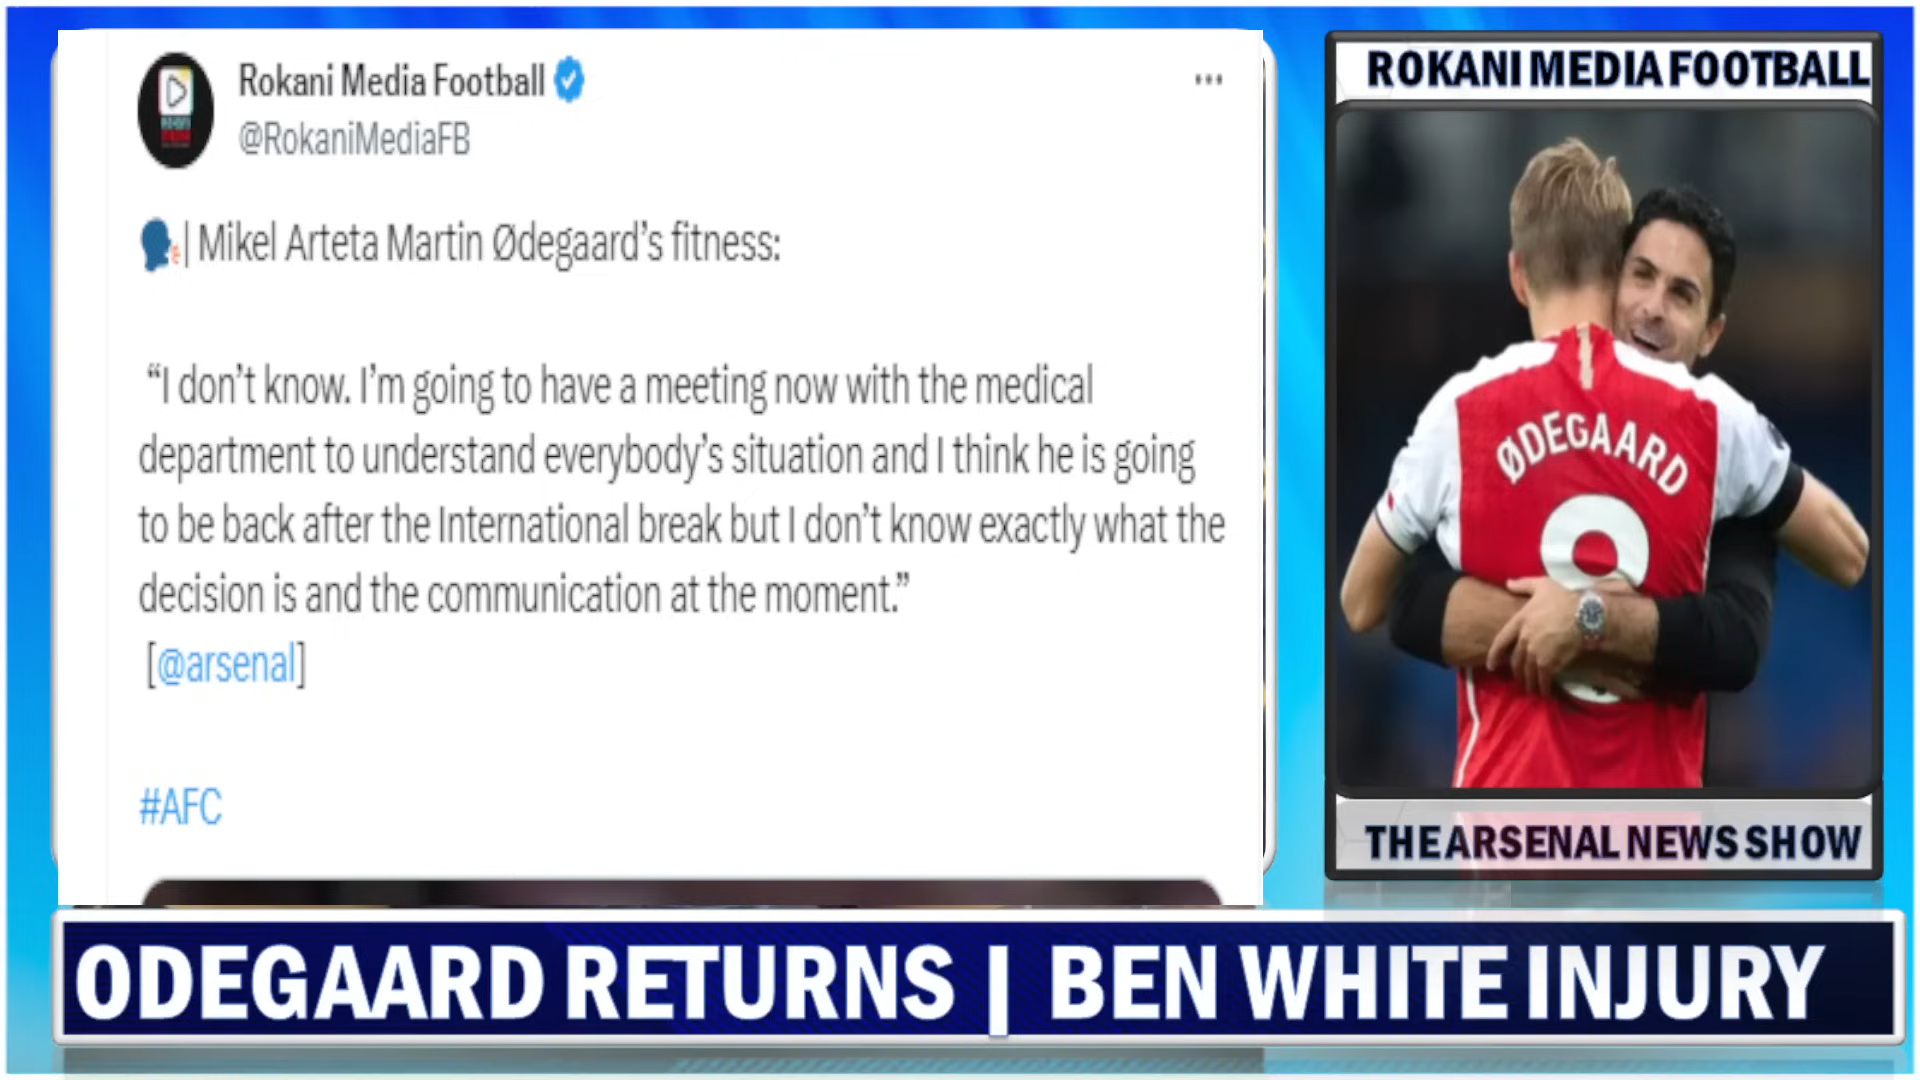 Rokani Media Football
@RokaniMediaFB
| Mikel Arteta Martin Ødegaard’s fitness:
“I don’t know. I’m going to have a meeting now with the medical
department to understand everybody’s situation and I think he is going
to be back after the International break but I don’t know exactly what the
decision is and the communication at the moment.”
[@arsenal]
#AFC
ROKANI MEDIA FOOTBALL
ØDEGAARD
8
THE ARSENAL NEWS SHOW
ODEGAARD RETURNS | BEN WHITE INJURY